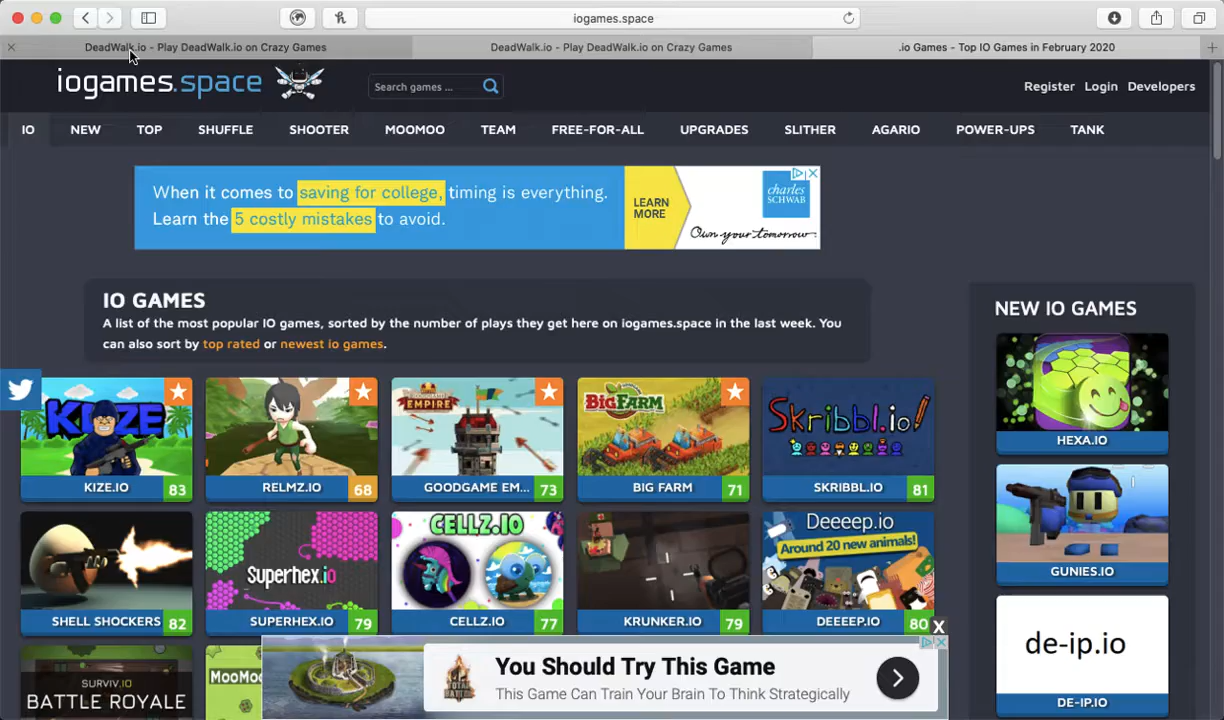 iogames.space
DeadWalk.io - Play DeadWalk.io on Crazy Games
DeadWalk.io - Play DeadWalk.io on Crazy Games
.io Games - Top IO Games in February 2020
iogames.space
Search games ...
Register
Login
Developers
IO
NEW
TOP
SHUFFLE
SHOOTER
MOOMOO
TEAM
FREE-FOR-ALL
UPGRADES
SLITHER
AGARIO
POWER-UPS
TANK
When it comes to saving for college, timing is everything.
Learn the 5 costly mistakes to avoid.
LEARN
MORE
charles
SCHWAB
Own your tomorrow
IO GAMES
A list of the most popular IO games, sorted by the number of plays they get here on iogames.space in the last week. You
can also sort by top rated or newest io games.
NEW IO GAMES
KIZE
KIZE.IO
83
RELMZ.IO
68
EMPIRE
GOODGAME EM...
73
BIGFARM
BIG FARM
71
Skribbl.io!
SKRIBBL.IO
81
HEXA.IO
SHELL SHOCKERS
82
Superhex.io
SUPERHEX.IO
79
CELLZ.IO
CELLZ.IO
77
KRUNKER.IO
79
Deeeep.io
Around 20 new animals!
DEEEEP.IO
80
GUNIES.IO
SURVIV.IO
BATTLE ROYALE
MooMoo
You Should Try This Game
This Game Can Train Your Brain To Think Strategically
X
de-ip.io
DE-IP.IO